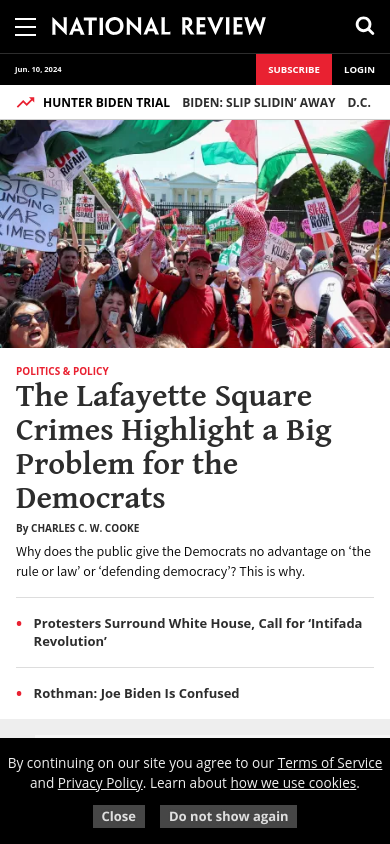 NATIONAL REVIEW
Jun. 10, 2024
SUBSCRIBE
LOGIN
HUNTER BIDEN TRIAL BIDEN: SLIP SLIDIN’ AWAY D.C.
RAFAH!
STOP
FUNDING
WAR
CRIMES!
POLITICS & POLICY
The Lafayette Square
Crimes Highlight a Big
Problem for the
Democrats
By CHARLES C. W. COOKE
Why does the public give the Democrats no advantage on ‘the
rule or law’ or ‘defending democracy’? This is why.
• Protesters Surround White House, Call for ‘Intifada
Revolution’
• Rothman: Joe Biden Is Confused
By continuing on our site you agree to our Terms of Service
and Privacy Policy. Learn about how we use cookies.
Close
Do not show again